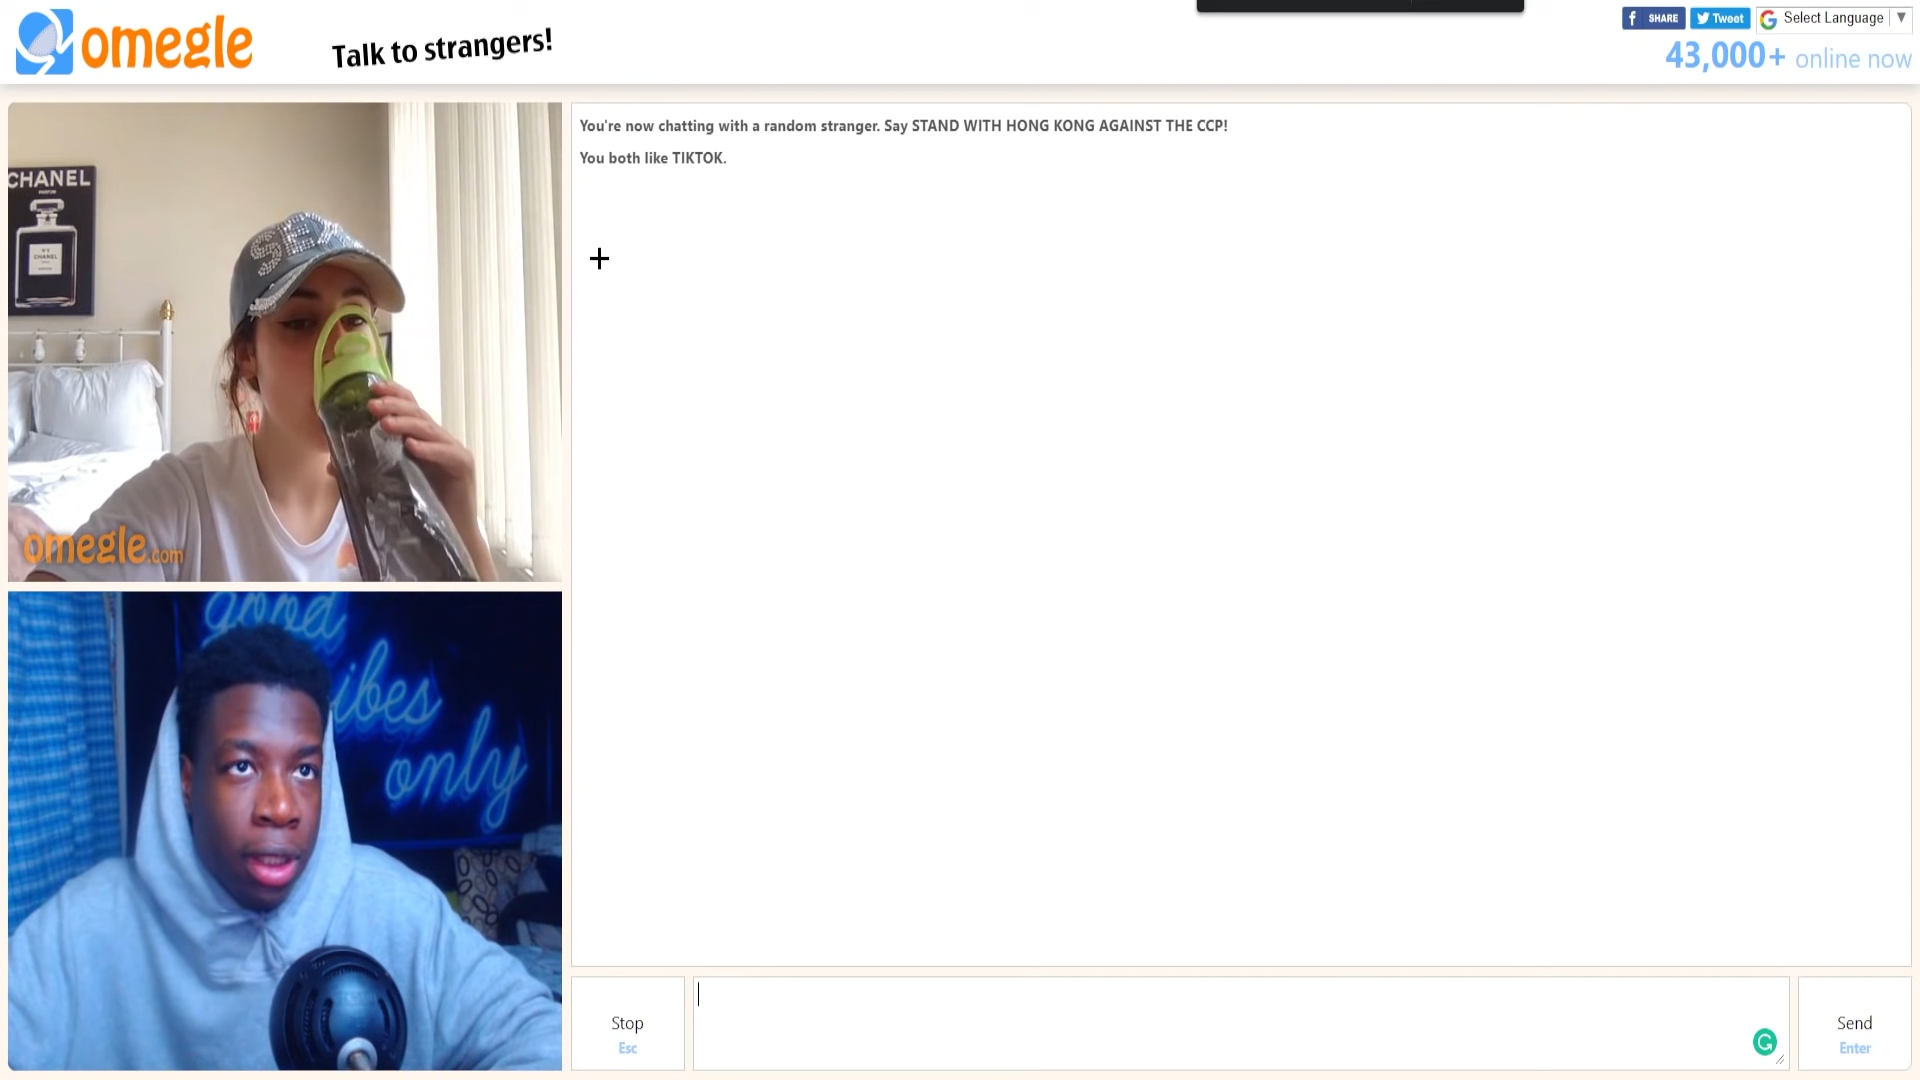 omegle
Talk to strangers!
SHARE
Tweet
Select Language
43,000+ online now
You're now chatting with a random stranger. Say STAND WITH HONG KONG AGAINST THE CCP!
You both like TIKTOK.
CHANEL
CHANEL
omegle.com
good
ibes
only
Stop
Esc
Send
Enter